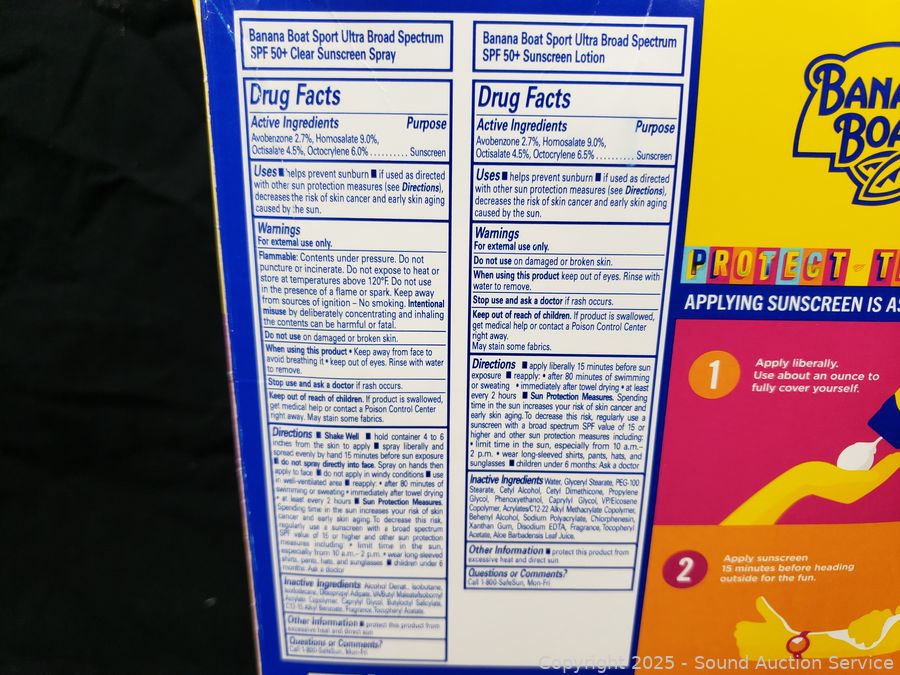 Banana Boat Sport Ultra Broad Spectrum
SPF 50+ Clear Sunscreen Spray
Drug Facts
Active Ingredients Purpose
Avobenzone 2.7%, Homosalate 9.0%,
Octisalate 4.5%, Octocrylene 6.0% .......... Sunscreen
Uses ■ helps prevent sunburn ■ if used as directed
with other sun protection measures (see Directions),
decreases the risk of skin cancer and early skin aging
caused by the sun.
Warnings
For external use only.
Flammable: Contents under pressure. Do not
puncture or incinerate. Do not expose to heat or
store at temperatures above 120°F. Do not use
in the presence of a flame or spark. Keep away
from sources of ignition – No smoking. Intentional
misuse by deliberately concentrating and inhaling
the contents can be harmful or fatal.
Do not use on damaged or broken skin.
When using this product • Keep away from face to
avoid breathing it • keep out of eyes. Rinse with water
to remove.
Stop use and ask a doctor if rash occurs.
Keep out of reach of children. If product is swallowed,
get medical help or contact a Poison Control Center
right away. May stain some fabrics.
Directions ■ Shake Well ■ hold container 4 to 6
inches from the skin to apply ■ spray liberally and
spread evenly by hand 15 minutes before sun exposure
■ do not spray directly into face. Spray on hands then
apply to face ■ do not apply in windy conditions ■ use
in well-ventilated area ■ reapply: • after 80 minutes of
swimming or sweating • immediately after towel drying
• at least every 2 hours ■ Sun Protection Measures.
Spending time in the sun increases your risk of skin
cancer and early skin aging. To decrease this risk,
regularly use a sunscreen with a broad spectrum
SPF value of 15 or higher and other sun protection
measures including: • limit time in the sun,
especially from 10 a.m.– 2 p.m. • wear long-sleeved
shirts, pants, hats, and sunglasses ■ children under 6
months: Ask a doctor
Inactive Ingredients Alcohol Denat., Isobutane,
Isododecane, Diisopropyl Adipate, VA/Butyl Maleate/Isobornyl
Acrylate Copolymer, Caprylyl Glycol, Butyloctyl Salicylate,
C12-15 Alkyl Benzoate, Fragrance, Tocopheryl Acetate.
Other Information ■ protect this product from
excessive heat and direct sun
Questions or Comments?
Call 1-800-SafeSun, Mon-Fri
Banana Boat Sport Ultra Broad Spectrum
SPF 50+ Sunscreen Lotion
Drug Facts
Active Ingredients Purpose
Avobenzone 2.7%, Homosalate 9.0%,
Octisalate 4.5%, Octocrylene 6.5% .......... Sunscreen
Uses ■ helps prevent sunburn ■ if used as directed
with other sun protection measures (see Directions),
decreases the risk of skin cancer and early skin aging
caused by the sun.
Warnings
For external use only.
Do not use on damaged or broken skin.
When using this product keep out of eyes. Rinse with
water to remove.
Stop use and ask a doctor if rash occurs.
Keep out of reach of children. If product is swallowed,
get medical help or contact a Poison Control Center
right away.
May stain some fabrics.
Directions ■ apply liberally 15 minutes before sun
exposure ■ reapply: • after 80 minutes of swimming
or sweating • immediately after towel drying • at least
every 2 hours ■ Sun Protection Measures. Spending
time in the sun increases your risk of skin cancer and
early skin aging. To decrease this risk, regularly use a
sunscreen with a broad spectrum SPF value of 15 or
higher and other sun protection measures including:
• limit time in the sun, especially from 10 a.m.–
2 p.m. • wear long-sleeved shirts, pants, hats, and
sunglasses ■ children under 6 months: Ask a doctor
Inactive Ingredients Water, Glyceryl Stearate, PEG-100
Stearate, Cetyl Alcohol, Cetyl Dimethicone, Propylene
Glycol, Phenoxyethanol, Caprylyl Glycol, VP/Eicosene
Copolymer, Acrylates/C12-22 Alkyl Methacrylate Copolymer,
Behenyl Alcohol, Sodium Polyacrylate, Chlorphenesin,
Xanthan Gum, Disodium EDTA, Fragrance, Tocopheryl
Acetate, Aloe Barbadensis Leaf Juice.
Other Information ■ protect this product from
excessive heat and direct sun
Questions or Comments?
Call 1-800-SafeSun, Mon-Fri
BANA
BOA
PROTECT - T
APPLYING SUNSCREEN IS AS
1
Apply liberally.
Use about an ounce to
fully cover yourself.
2
Apply sunscreen
15 minutes before heading
outside for the fun.
Copyright 2025 - Sound Auction Service